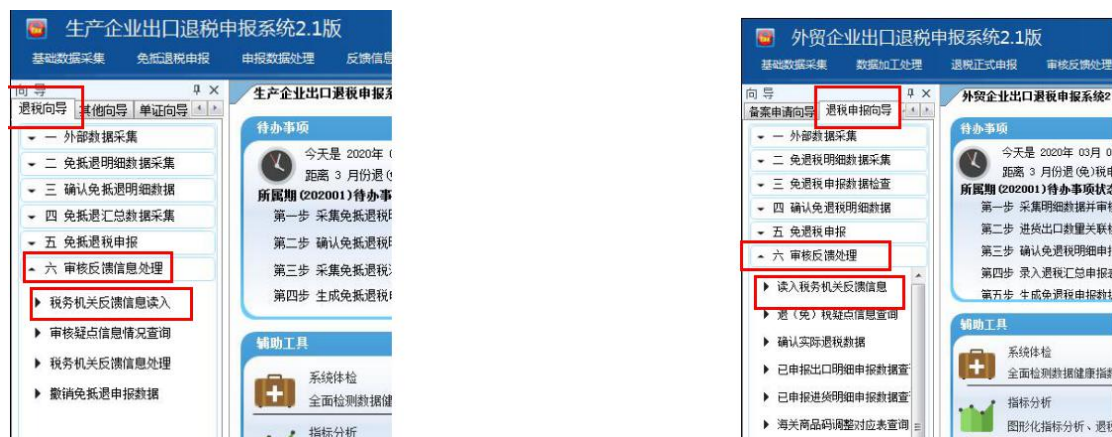 生产企业出口退税申报系统2.1版
基础数据采集 免抵退税申报 申报数据处理 反馈信息
向导
退税向导 其他向导 单证向导
一 外部数据采集
二 免抵退明细数据采集
三 确认免抵退明细数据
四 免抵退汇总数据采集
五 免抵退税申报
六 审核反馈信息处理
税务机关反馈信息读入
审核疑点信息情况查询
税务机关反馈信息处理
撤消免抵退申报数据
生产企业出口退税申报系
待办事项
今天是 2020年
距离 3 月份退
所属期(202001)待办事
第一步 采集免抵退税
第二步 确认免抵退税
第三步 采集免抵退税
第四步 生成免抵退税
辅助工具
系统体检
全面检测数据健
指标分析
外贸企业出口退税申报系统2.1版
基础数据采集 数据加工处理 退税正式申报 审核反馈处理
向导
备案申请向导 退税申报向导
一 外部数据采集
二 免退税明细数据采集
三 免退税申报数据检查
四 确认免退税明细数据
五 免退税申报
六 审核反馈处理
读入税务机关反馈信息
退（免）税疑点信息查询
确认实际退税数据
已申报出口明细申报数据查
已申报进货明细申报数据查
海关商品码调整对应表查询
外贸企业出口退税申报系统2
待办事项
今天是 2020年 03月 0
距离 3 月份退(免)税申
所属期(202001)待办事项状态
第一步 采集明细数据并审核
第二步 进货出口数量关联检
第三步 确认免退税明细申报
第四步 录入退税汇总申报表
第五步 生成免退税申报数据
辅助工具
系统体检
全面检测数据健康指数
指标分析
图形化指标分析、退税